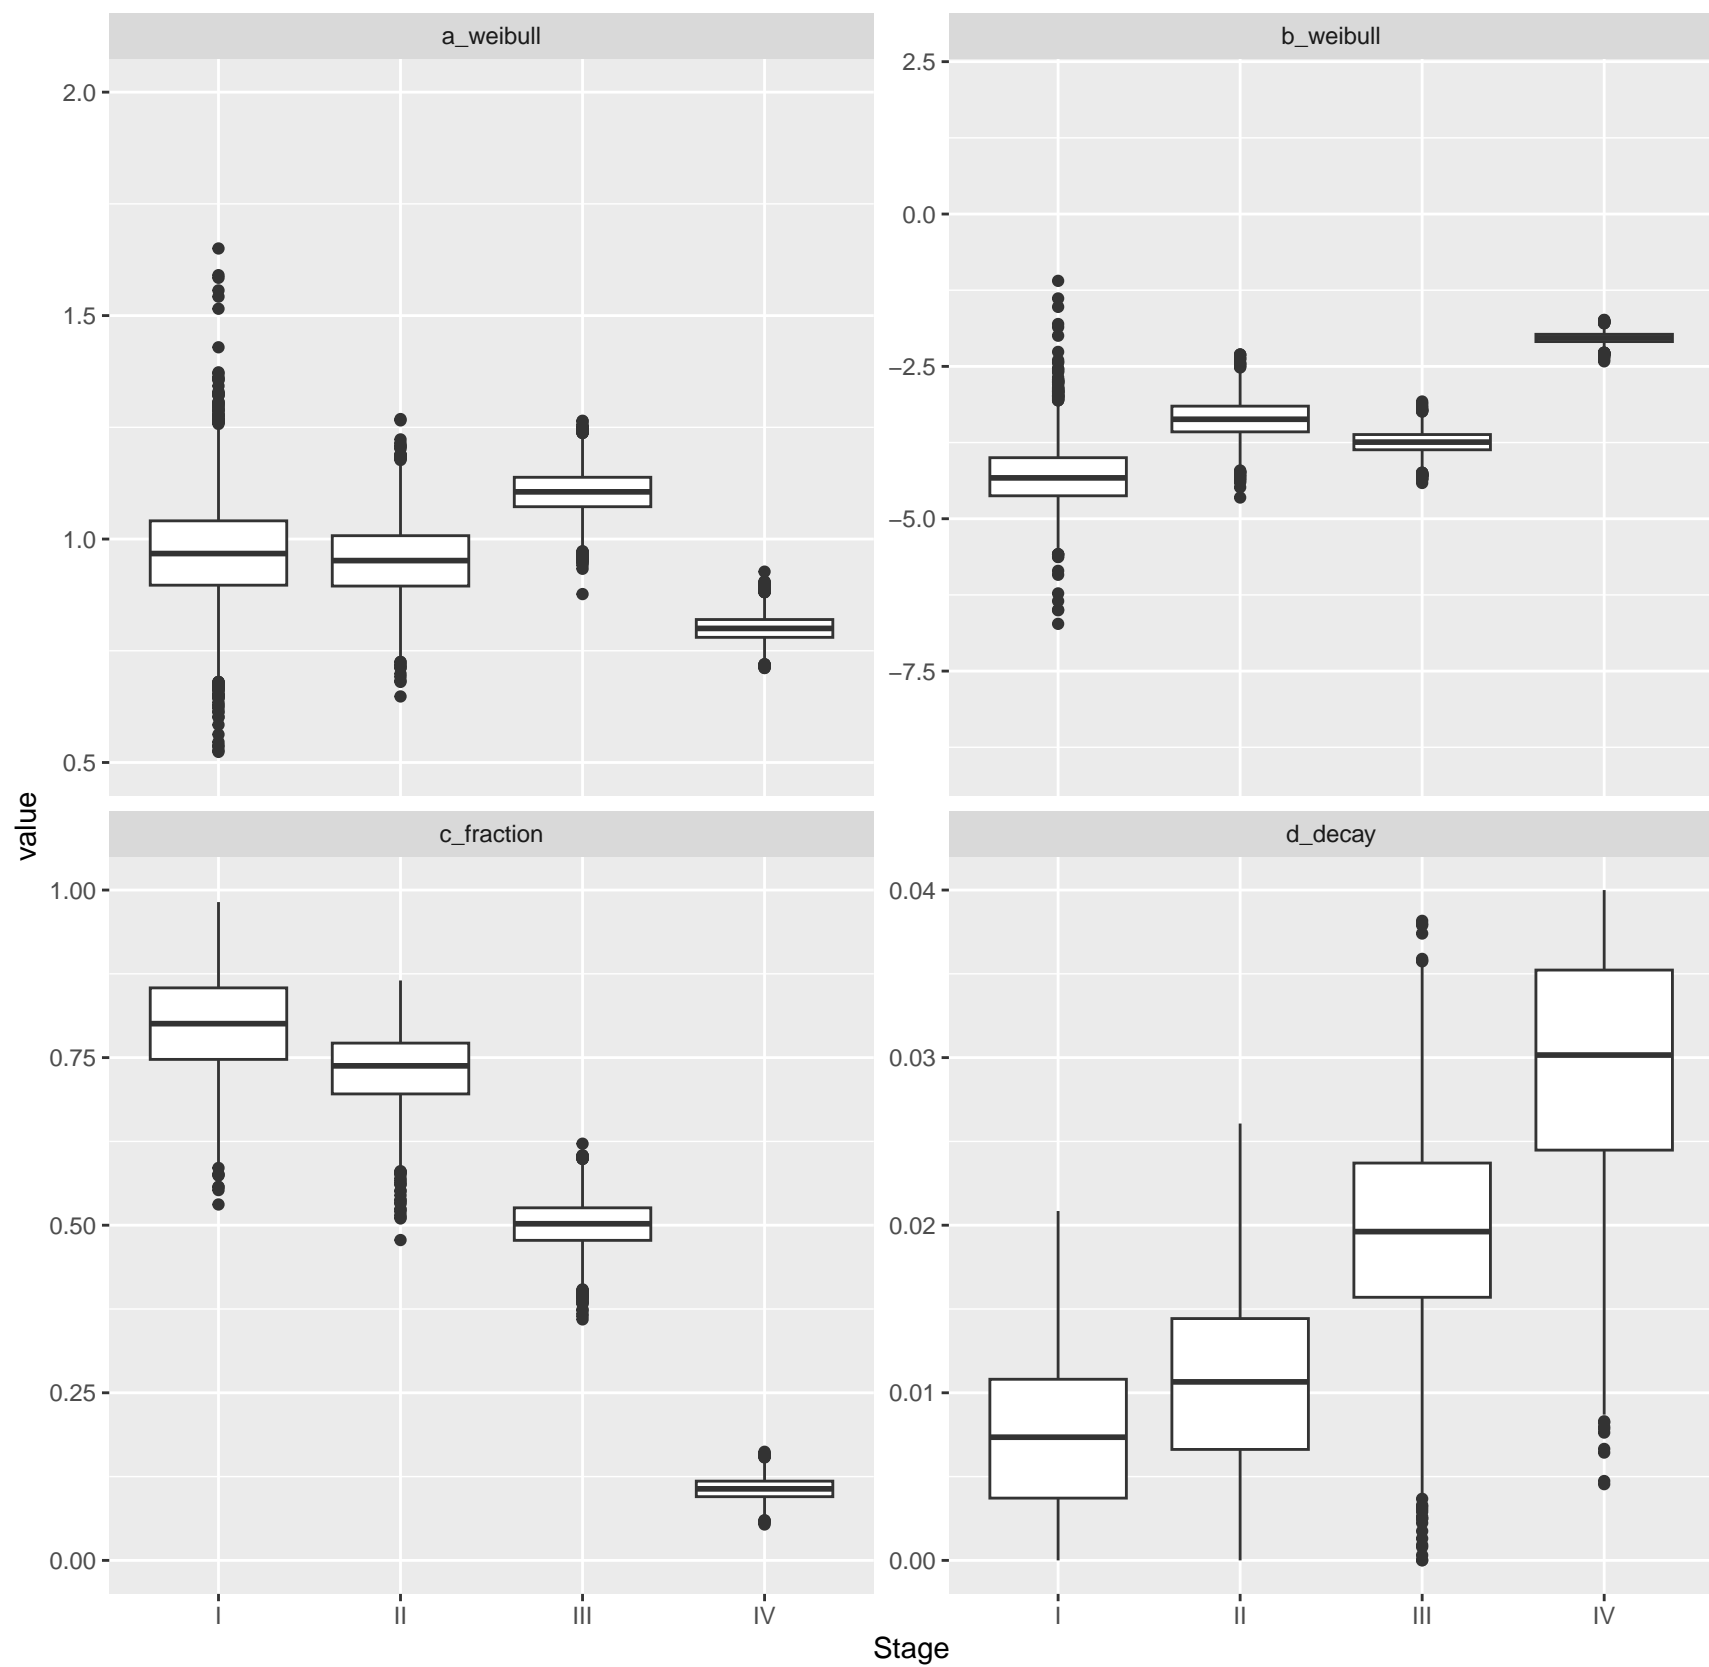 a_weibull
b_weibull
2.0
1.5
1.0
0.5
2.5
0.0
−2.5
−5.0
−7.5
value
c_fraction
d_decay
1.00
0.75
0.50
0.25
0.00
0.04
0.03
0.02
0.01
0.00
I II III IV
I II III IV
Stage